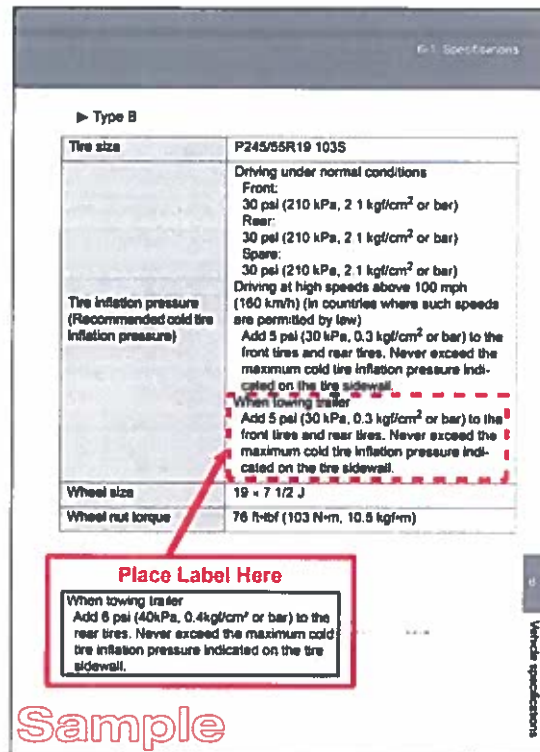 6-1. Specifications
▶ Type B
Tire size
P245/55R19 103S
Tire inflation pressure
(Recommended cold tire
inflation pressure)
Driving under normal conditions
Front:
30 psi (210 kPa, 2.1 kgf/cm² or bar)
Rear:
30 psi (210 kPa, 2.1 kgf/cm² or bar)
Spare:
30 psi (210 kPa, 2.1 kgf/cm² or bar)
Driving at high speeds above 100 mph
(160 km/h) (in countries where such speeds
are permitted by law)
Add 5 psi (30 kPa, 0.3 kgf/cm² or bar) to the
front tires and rear tires. Never exceed the
maximum cold tire inflation pressure indi-
cated on the tire sidewall.
When towing trailer
Add 5 psi (30 kPa, 0.3 kgf/cm² or bar) to the
front tires and rear tires. Never exceed the
maximum cold tire inflation pressure indi-
cated on the tire sidewall.
Wheel size
19 × 7 1/2 J
Wheel nut torque
76 ft•lbf (103 N•m, 10.5 kgf•m)
Place Label Here
When towing trailer
Add 6 psi (40kPa, 0.4kgf/cm² or bar) to the
rear tires. Never exceed the maximum cold
tire inflation pressure indicated on the tire
sidewall.
6
Vehicle specifications
Sample